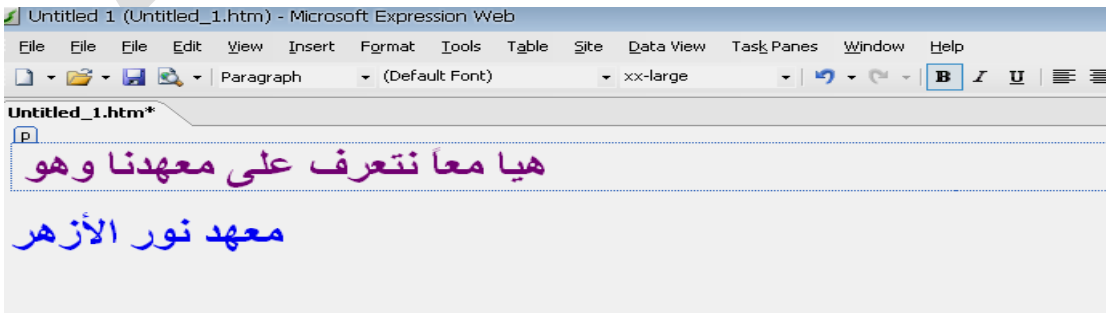 Untitled 1 (Untitled_1.htm) - Microsoft Expression Web
File File File Edit View Insert Format Tools Table Site Data View Task Panes Window Help
Paragraph (Default Font) xx-large B I U
Untitled_1.htm*
P
هيا معاً نتعرف على معهدنا وهو
معهد نور الأزهر